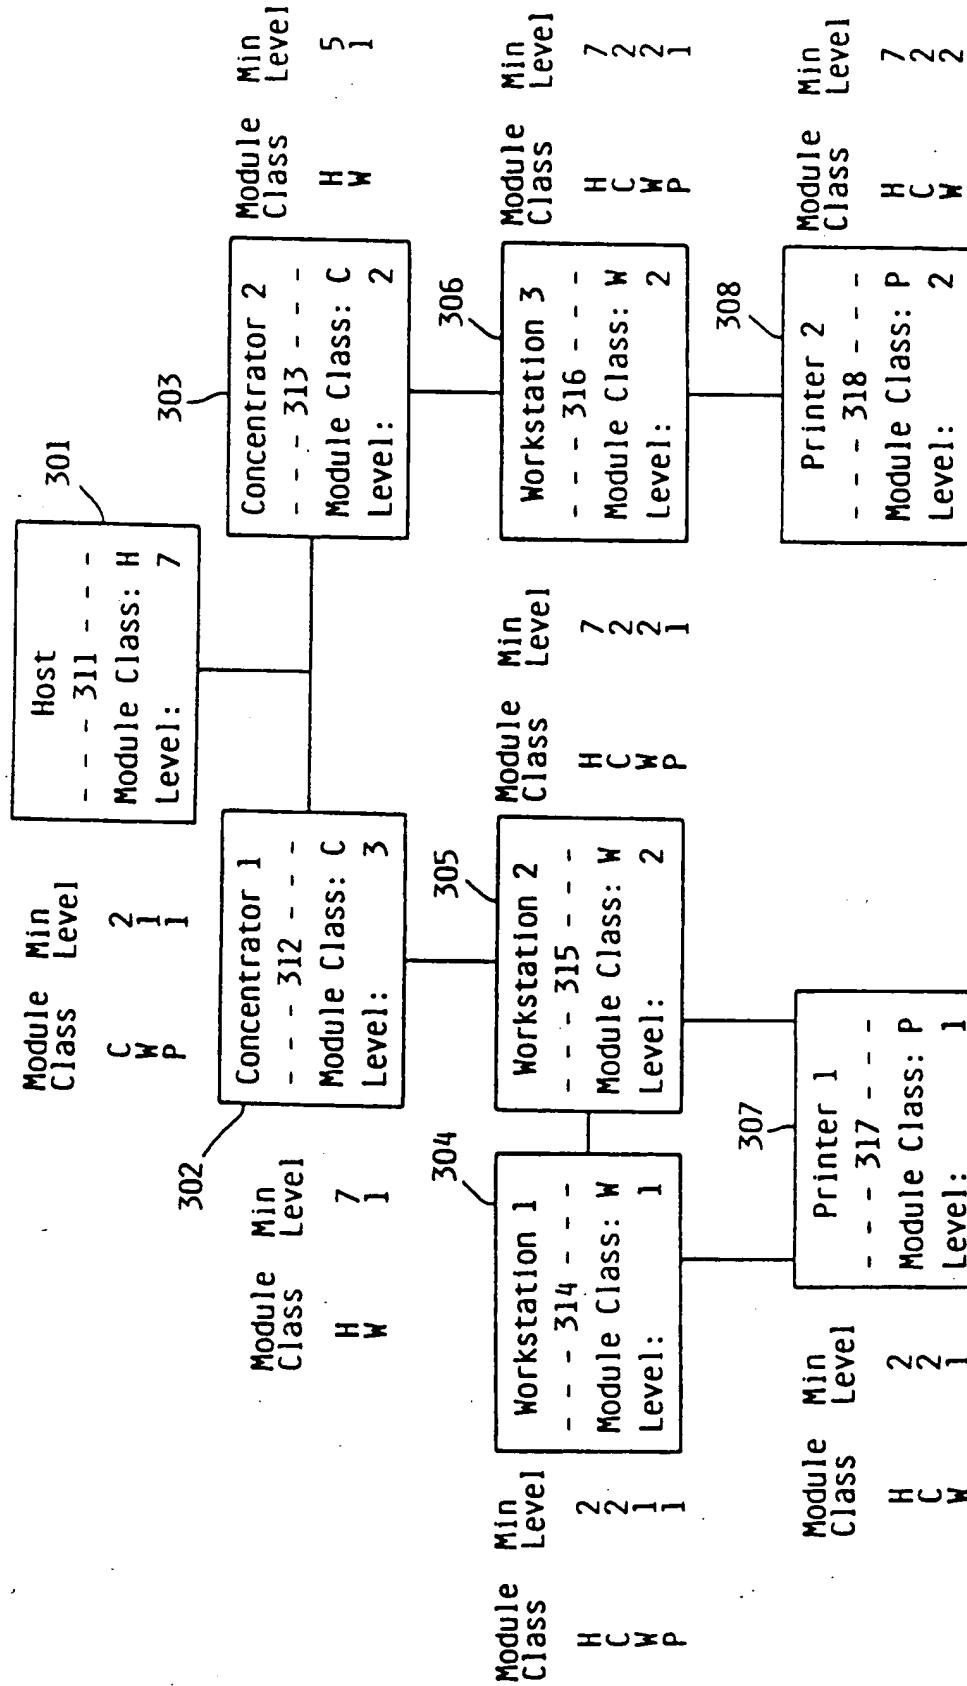 Module Min
Class Level
C 2
W 1
P 1
Host
- - - 311 - - -
Module Class: H
Level: 7
301
302
Concentrator 1
- - - 312 - - -
Module Class: C
Level: 3
Module Min
Class Level
H 7
W 1
303
Concentrator 2
- - - 313 - - -
Module Class: C
Level: 2
Module Min
Class Level
H 5
W 1
304
Workstation 1
- - - 314 - - -
Module Class: W
Level: 1
Module Min
Class Level
H 2
C 2
W 1
P 1
305
Workstation 2
- - - 315 - - -
Module Class: W
Level: 2
Module Min
Class Level
H 7
C 2
W 2
P 1
306
Workstation 3
- - - 316 - - -
Module Class: W
Level: 2
Module Min
Class Level
H 7
C 2
W 2
P 1
307
Printer 1
- - - 317 - - -
Module Class: P
Level: 1
Module Min
Class Level
H 2
C 2
W 1
308
Printer 2
- - - 318 - - -
Module Class: P
Level: 2
Module Min
Class Level
H 7
C 2
W 2